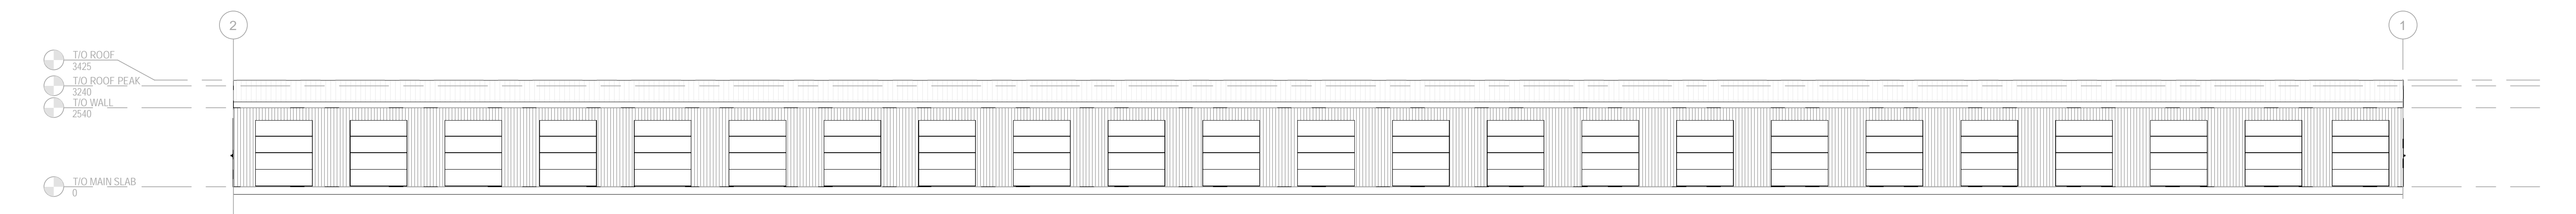 2
1
T/O ROOF
3425
T/O ROOF PEAK
3240
T/O WALL
2540
T/O MAIN SLAB
0